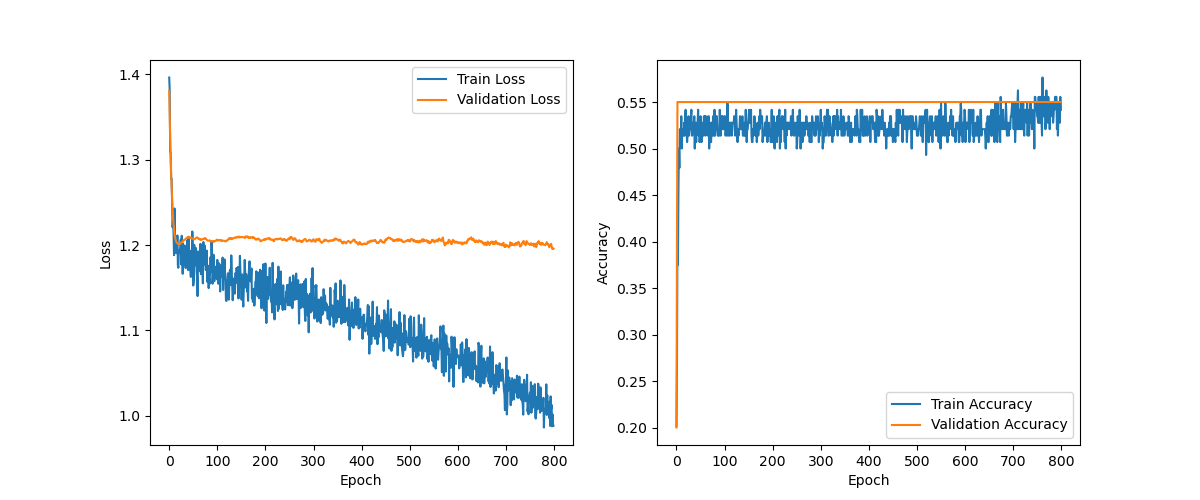 1.4
1.3
1.2
1.1
1.0
Loss
0 100 200 300 400 500 600 700 800
Epoch
Train Loss
Validation Loss
0.55
0.50
0.45
0.40
0.35
0.30
0.25
0.20
Accuracy
0 100 200 300 400 500 600 700 800
Epoch
Train Accuracy
Validation Accuracy